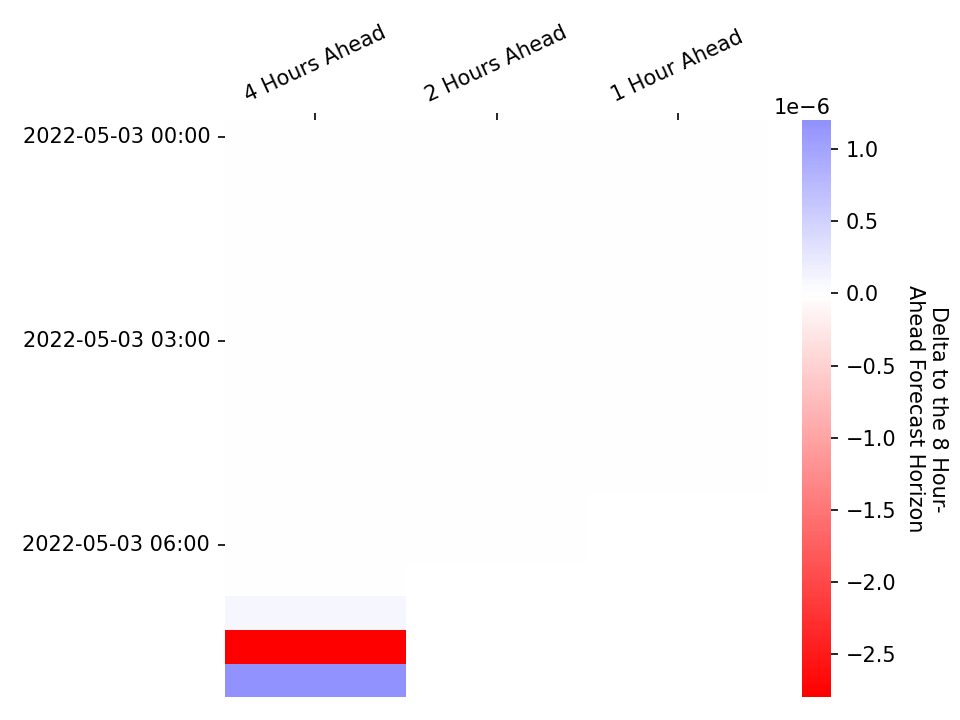 4 Hours Ahead
2 Hours Ahead
1 Hour Ahead
1e−6
2022-05-03 00:00
2022-05-03 03:00
2022-05-03 06:00
1.0
0.5
0.0
−0.5
−1.0
−1.5
−2.0
−2.5
Delta to the 8 Hour-
Ahead Forecast Horizon